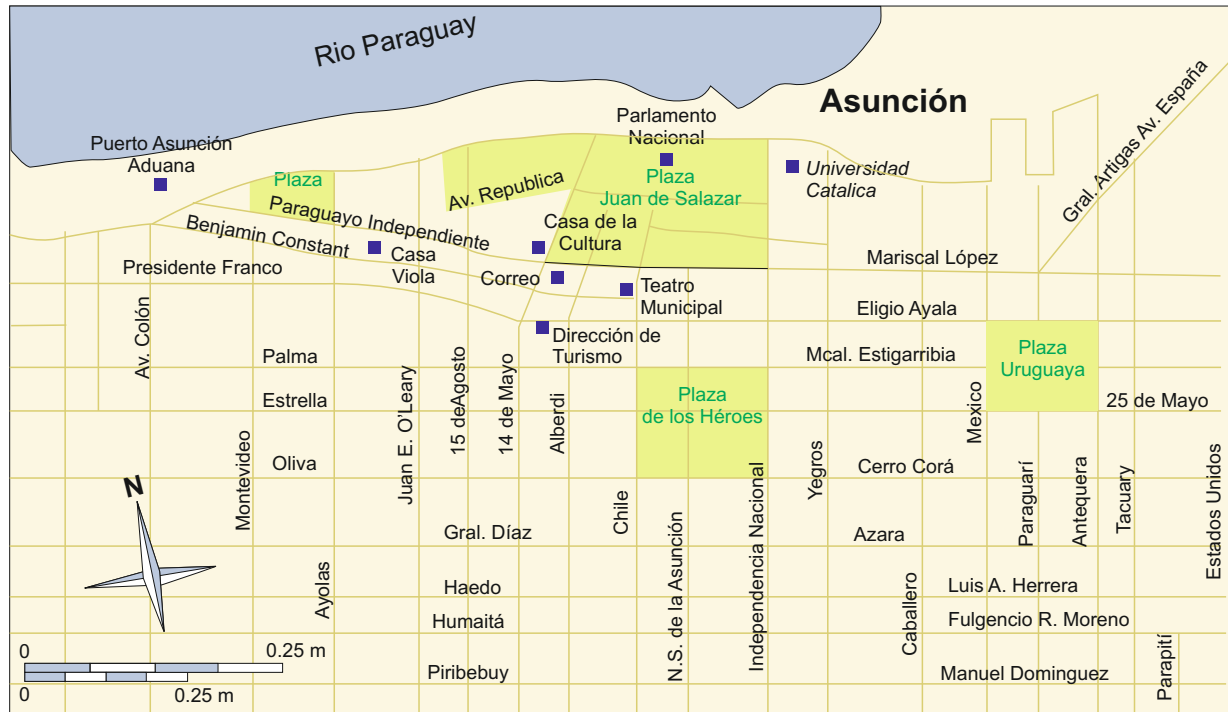 Rio Paraguay
Asunción
Gral. Artigas Av. España
Puerto Asunción
Aduana
Parlamento
Nacional
Universidad
Catalica
Plaza
Av. Republica
Plaza
Juan de Salazar
Paraguayo Independiente
Benjamin Constant
Casa de la
Cultura
Casa
Viola
Presidente Franco
Correo
Teatro
Municipal
Mariscal López
Eligio Ayala
Dirección de
Turismo
Av. Colón
Palma
Mcal. Estigarribia
Plaza
Uruguaya
Estrella
Plaza
de los Héroes
25 de Mayo
Juan E. O'Leary
15 deAgosto
14 de Mayo
Alberdi
Mexico
Montevideo
Oliva
Yegros
Cerro Corá
Paraguarí
Antequera
Tacuary
Estados Unidos
N
Chile
N.S. de la Asunción
Independencia Nacional
Gral. Díaz
Azara
Ayolas
Haedo
Caballero
Luis A. Herrera
Humaitá
Fulgencio R. Moreno
0 0.25 m
0 0.25 m
Piribebuy
Manuel Dominguez
Parapití